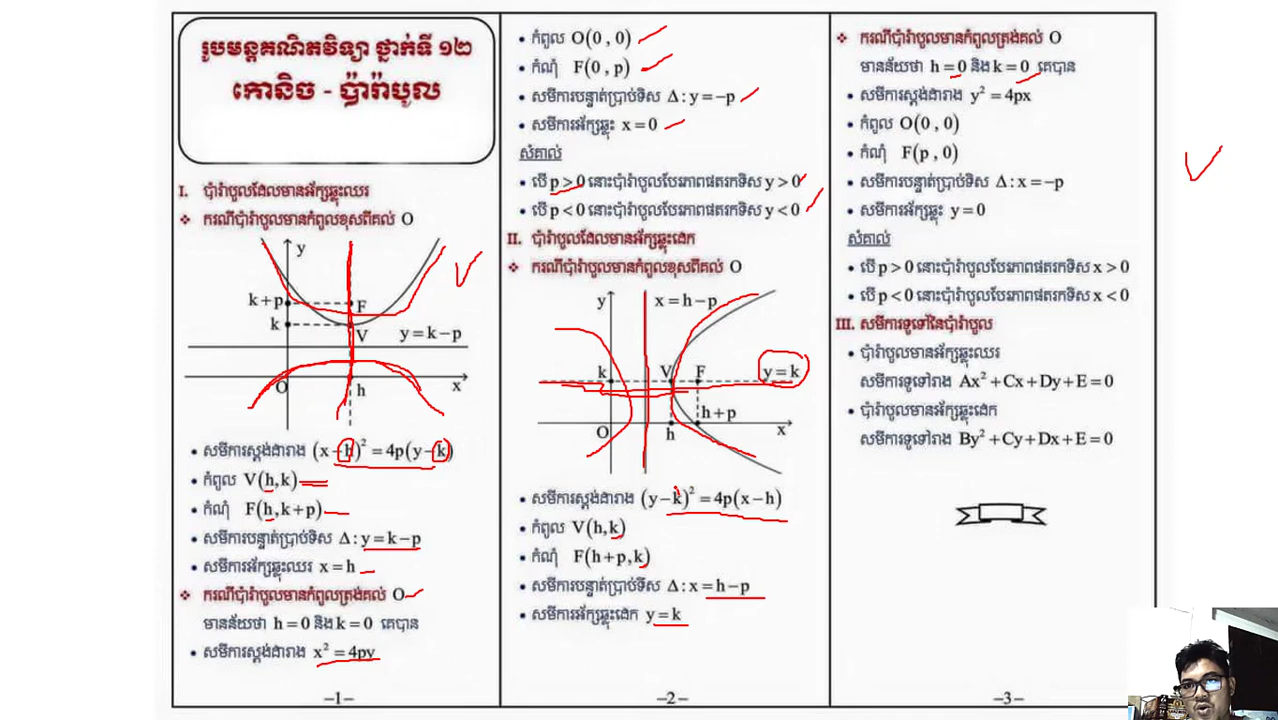 រូបមន្តគណិតវិទ្យា ថ្នាក់ទី ១២
កោនិច - ប៉ារ៉ាបូល
I. ប៉ារ៉ាបូលដែលមានអ័ក្សឆ្លុះឈរ
❖ ករណីប៉ារ៉ាបូលមានកំពូលខុសពីគល់ O
y
k+p
F
k
V
y=k−p
O
h
x
• សមីការស្តង់ដារាង (x−h)²=4p(y−k)
• កំពូល V(h,k)
• កំណុំ F(h,k+p)
• សមីការបន្ទាត់ប្រាប់ទិស Δ:y=k−p
• សមីការអ័ក្សឆ្លុះឈរ x=h
❖ ករណីប៉ារ៉ាបូលមានកំពូលត្រង់គល់ O
មានន័យថា h=0 និង k=0 គេបាន
• សមីការស្តង់ដារាង x²=4py
–1–
• កំពូល O(0,0)
• កំណុំ F(0,p)
• សមីការបន្ទាត់ប្រាប់ទិស Δ:y=−p
• សមីការអ័ក្សឆ្លុះ x=0
សំគាល់
• បើ p>0 នោះប៉ារ៉ាបូលបែរភាពផតរកទិស y>0
• បើ p<0 នោះប៉ារ៉ាបូលបែរភាពផតរកទិស y<0
II. ប៉ារ៉ាបូលដែលមានអ័ក្សឆ្លុះដេក
❖ ករណីប៉ារ៉ាបួលមានកំពូលខុសពីគល់ O
y
x=h−p
k
V
F
y=k
h+p
O
h
x
• សមីការស្តង់ដារាង (y−k)²=4p(x−h)
• កំពូល V(h,k)
• កំណុំ F(h+p,k)
• សមីការបន្ទាត់ប្រាប់ទីស Δ:x=h−p
• សមីការអ័ក្សឆ្លុះដេក y=k
–2–
❖ ករណីប៉ារ៉ាបូលមានកំពូលត្រង់គល់ O
មានន័យថា h=0 និង k=0 គេបាន
• សមីការស្តង់ដារាង y²=4px
• កំពូល O(0,0)
• កំណុំ F(p,0)
• សមីការបន្ទាត់ប្រាប់ទិស Δ:x=−p
• សមីការអ័ក្សឆ្លុះ y=0
សំគាល់
• បើ p>0 នោះប៉ារ៉ាបូលបែរភាពផតរកទិស x>0
• បើ p<0 នោះប៉ារ៉ាបូលបែរភាពផតរកទិស x<0
III. សមីការទូទៅនៃប៉ារ៉ាបូល
• ប៉ារ៉ាបូលមានអ័ក្សឆ្លុះឈរ
សមីការទូទៅរាង Ax²+Cx+Dy+E=0
• ប៉ារ៉ាបូលមានអ័ក្សឆ្លុះដេក
សមីការទូទៅរាង By²+Cy+Dx+E=0
–3–